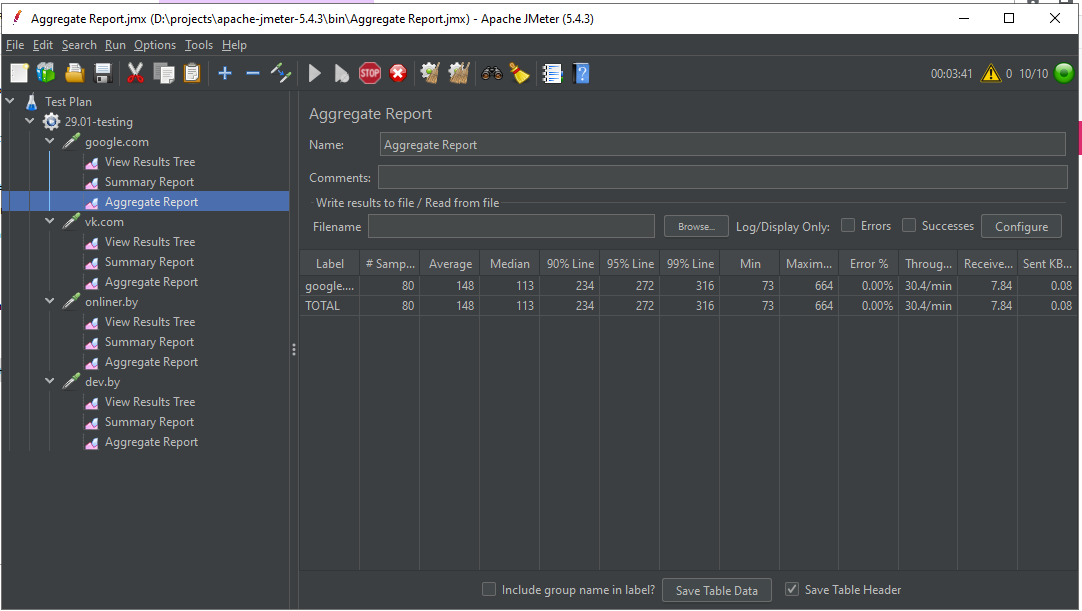 Aggregate Report.jmx (D:\projects\apache-jmeter-5.4.3\bin\Aggregate Report.jmx) - Apache JMeter (5.4.3)
File Edit Search Run Options Tools Help
STOP ? 00:03:41 0 10/10
Test Plan
29.01-testing
google.com
View Results Tree
Summary Report
Aggregate Report
vk.com
View Results Tree
Summary Report
Aggregate Report
onliner.by
View Results Tree
Summary Report
Aggregate Report
dev.by
View Results Tree
Summary Report
Aggregate Report
Aggregate Report
Name: Aggregate Report
Comments:
Write results to file / Read from file
Filename Browse... Log/Display Only: Errors Successes Configure
Label # Samp... Average Median 90% Line 95% Line 99% Line Min Maxim... Error % Throug... Receive... Sent KB...
google.... 80 148 113 234 272 316 73 664 0.00% 30.4/min 7.84 0.08
TOTAL 80 148 113 234 272 316 73 664 0.00% 30.4/min 7.84 0.08
Include group name in label? Save Table Data Save Table Header